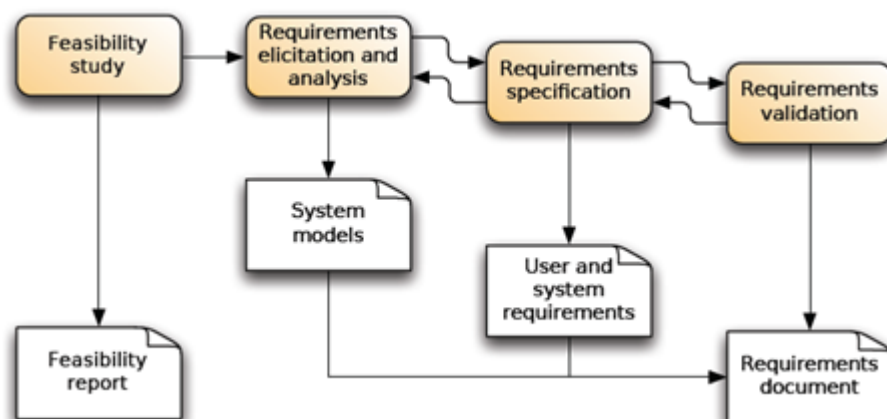 Feasibility
study
Requirements
elicitation and
analysis
Requirements
specification
Requirements
validation
System
models
User and
system
requirements
Feasibility
report
Requirements
document